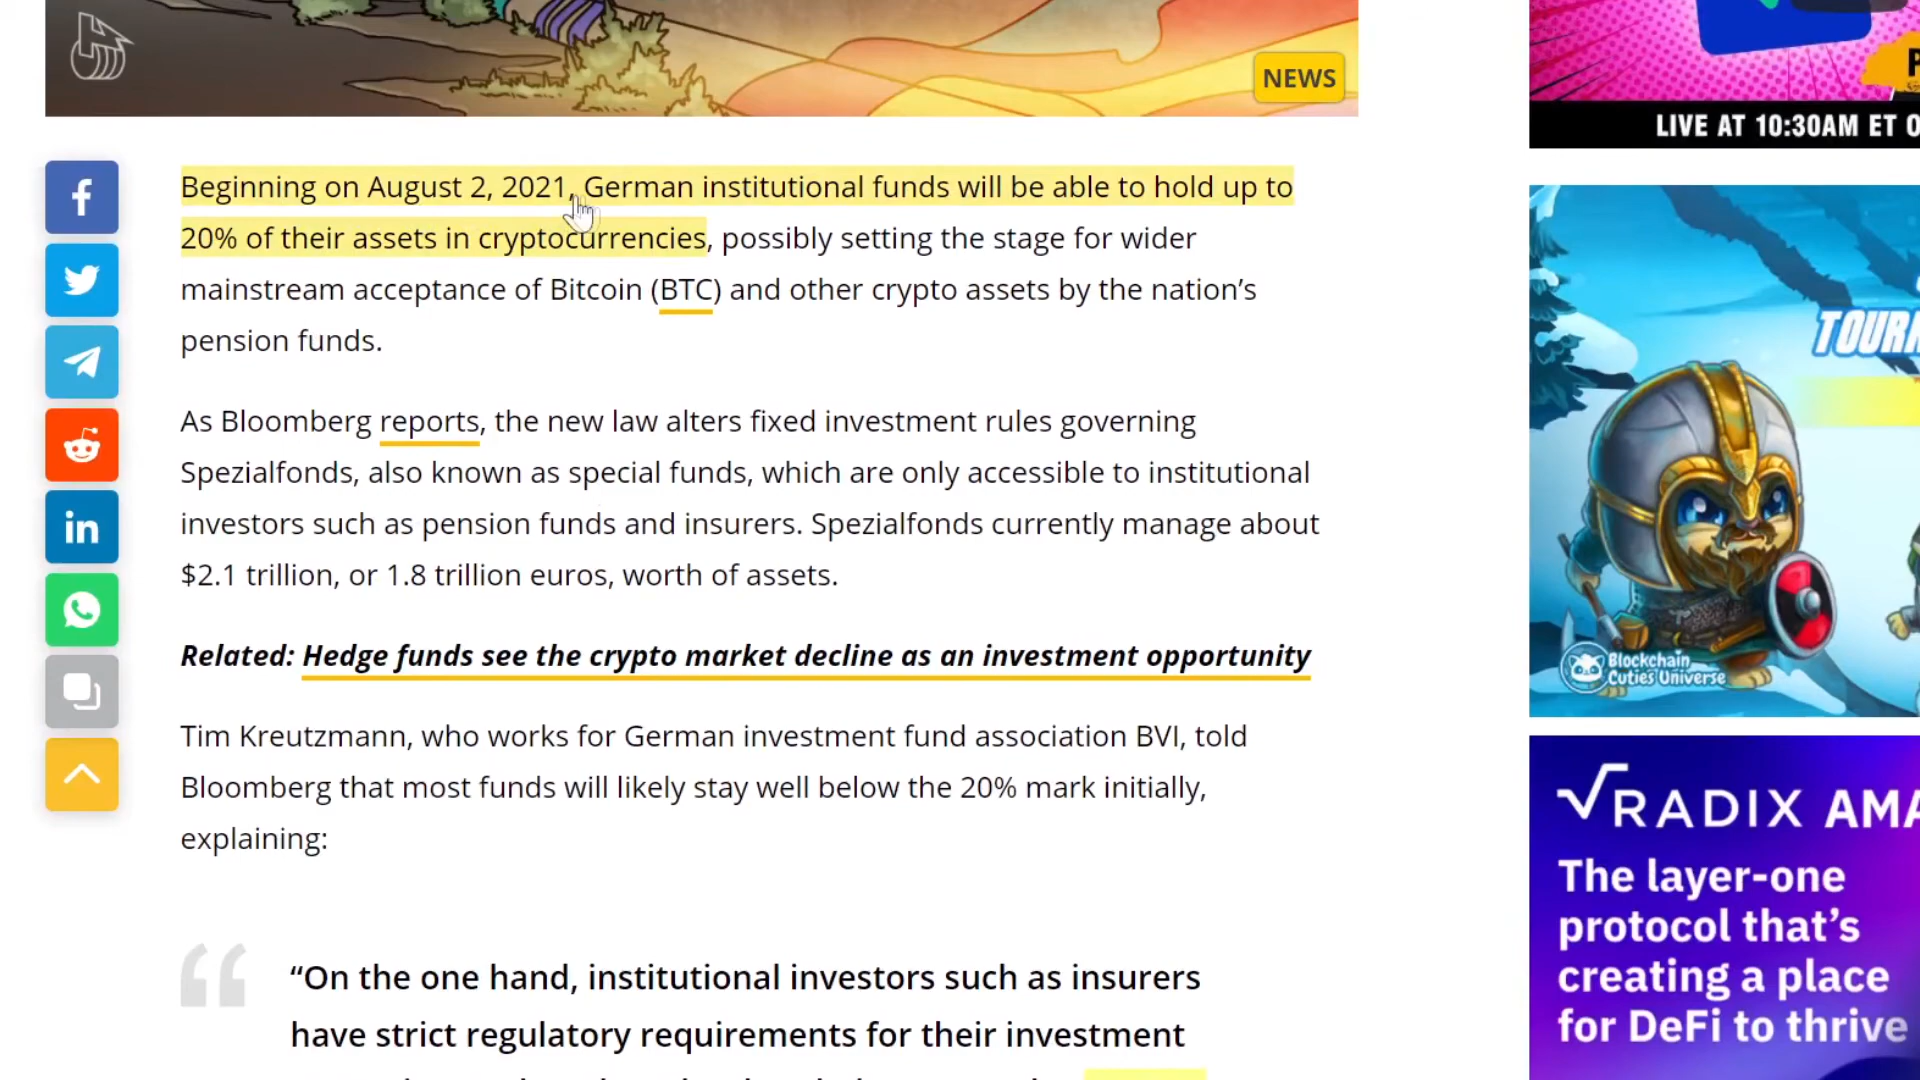 NEWS
Beginning on August 2, 2021, German institutional funds will be able to hold up to
20% of their assets in cryptocurrencies, possibly setting the stage for wider
mainstream acceptance of Bitcoin (BTC) and other crypto assets by the nation’s
pension funds.
As Bloomberg reports, the new law alters fixed investment rules governing
Spezialfonds, also known as special funds, which are only accessible to institutional
investors such as pension funds and insurers. Spezialfonds currently manage about
$2.1 trillion, or 1.8 trillion euros, worth of assets.
Related: Hedge funds see the crypto market decline as an investment opportunity
Tim Kreutzmann, who works for German investment fund association BVI, told
Bloomberg that most funds will likely stay well below the 20% mark initially,
explaining:
“On the one hand, institutional investors such as insurers
have strict regulatory requirements for their investment
LIVE AT 10:30AM ET
Blockchain
Cuties Universe
RADIX AMA
The layer-one
protocol that’s
creating a place
for DeFi to thrive